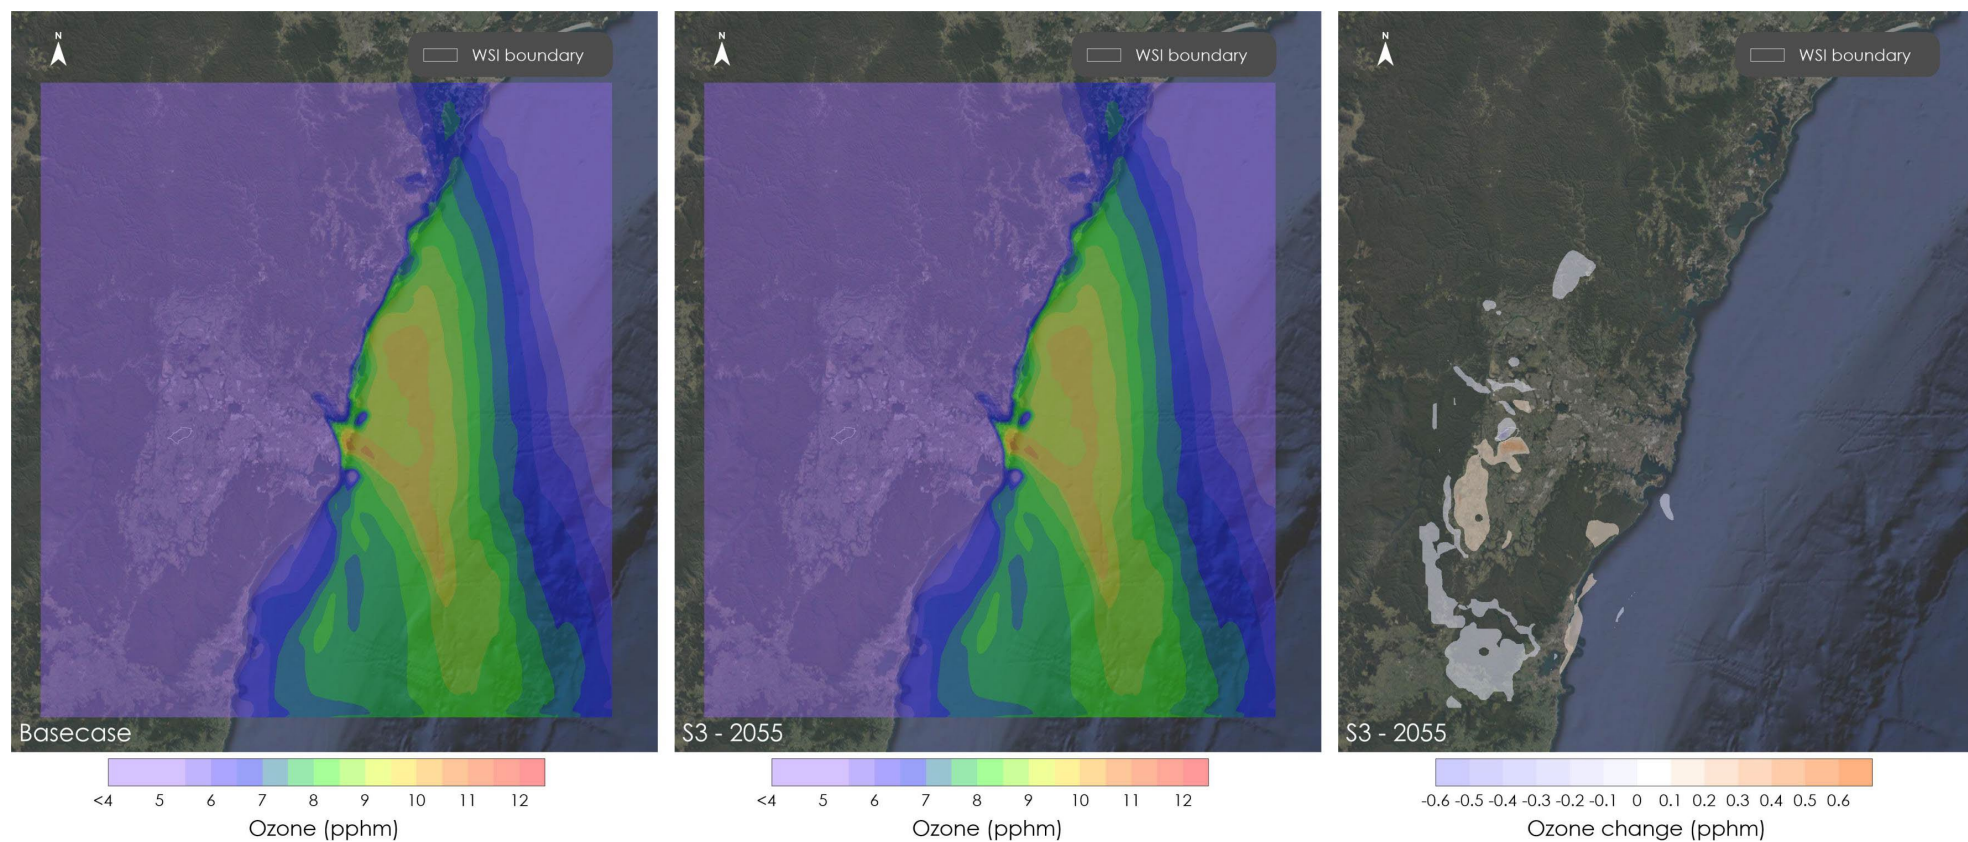 N
WSI boundary
N
WSI boundary
N
WSI boundary
Basecase
S3 - 2055
S3 - 2055
<4 5 6 7 8 9 10 11 12
Ozone (pphm)
<4 5 6 7 8 9 10 11 12
Ozone (pphm)
-0.6 -0.5 -0.4 -0.3 -0.2 -0.1 0 0.1 0.2 0.3 0.4 0.5 0.6
Ozone change (pphm)